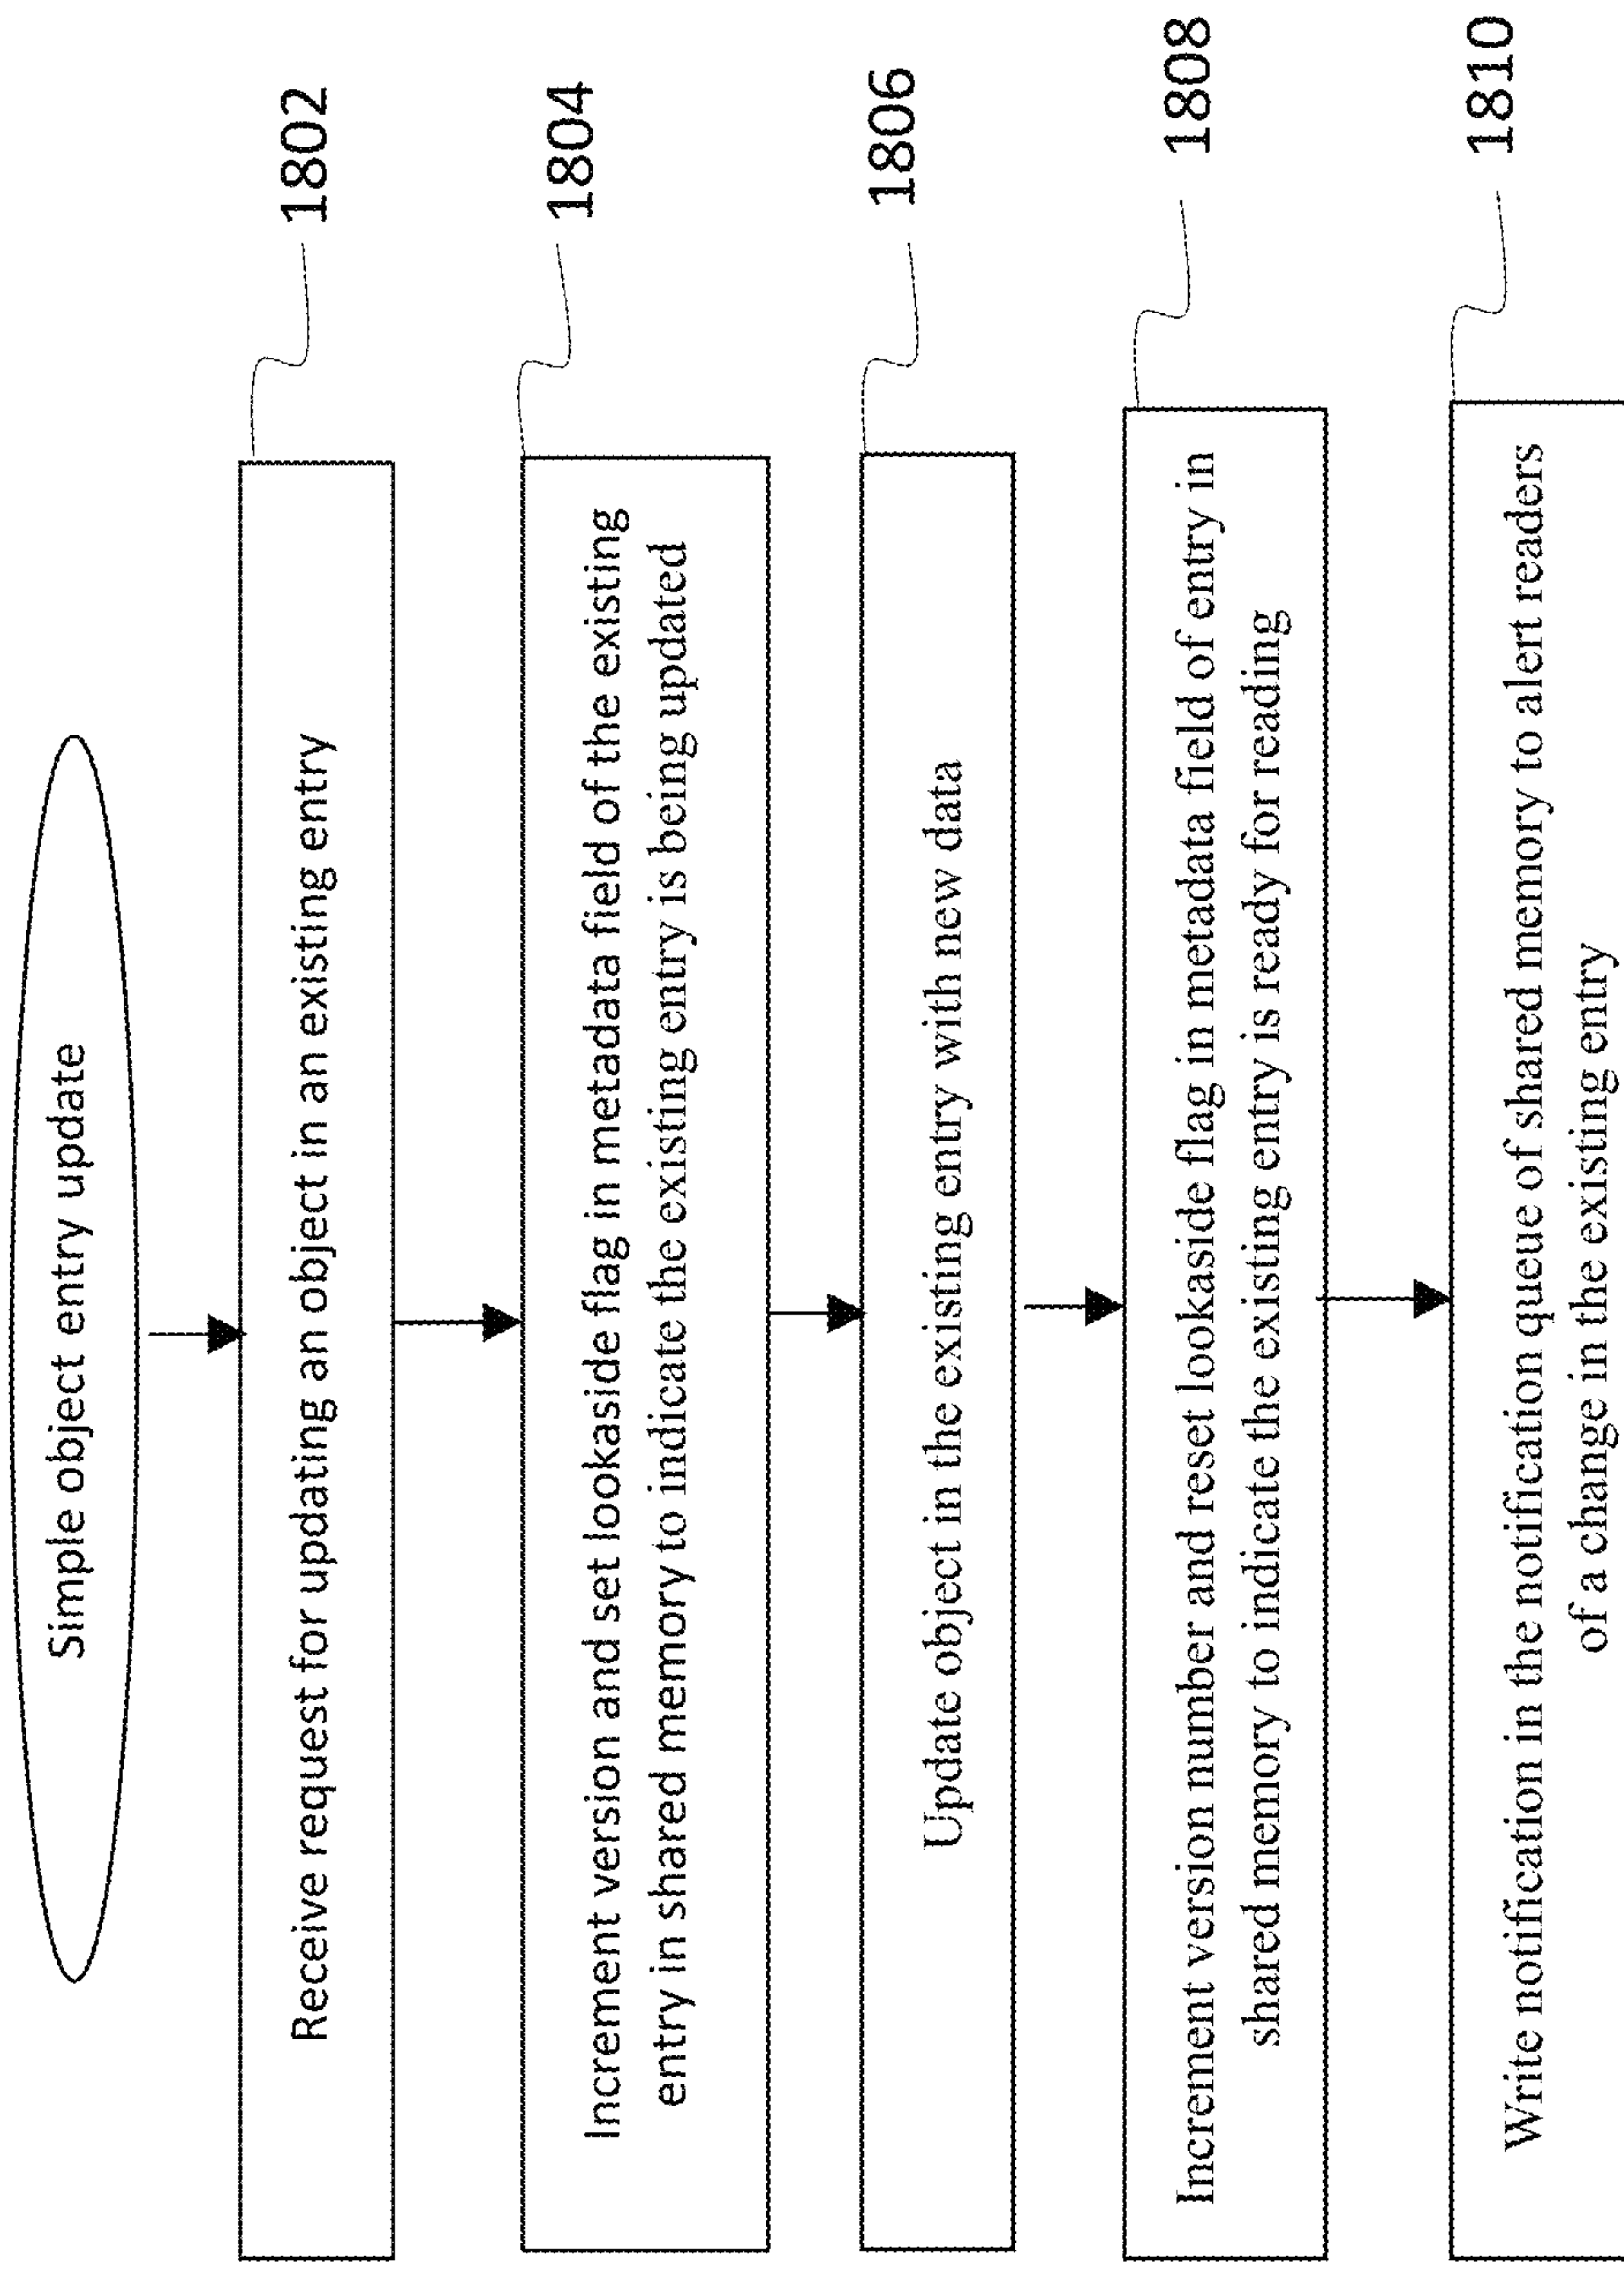 Simple object entry update
Receive request for updating an object in an existing entry
1802
Increment version and set lookaside flag in metadata field of the existing
entry in shared memory to indicate the existing entry is being updated
1804
Update object in the existing entry with new data
1806
Increment version number and reset lookaside flag in metadata field of entry in
shared memory to indicate the existing entry is ready for reading
1808
Write notification in the notification queue of shared memory to alert readers
of a change in the existing entry
1810